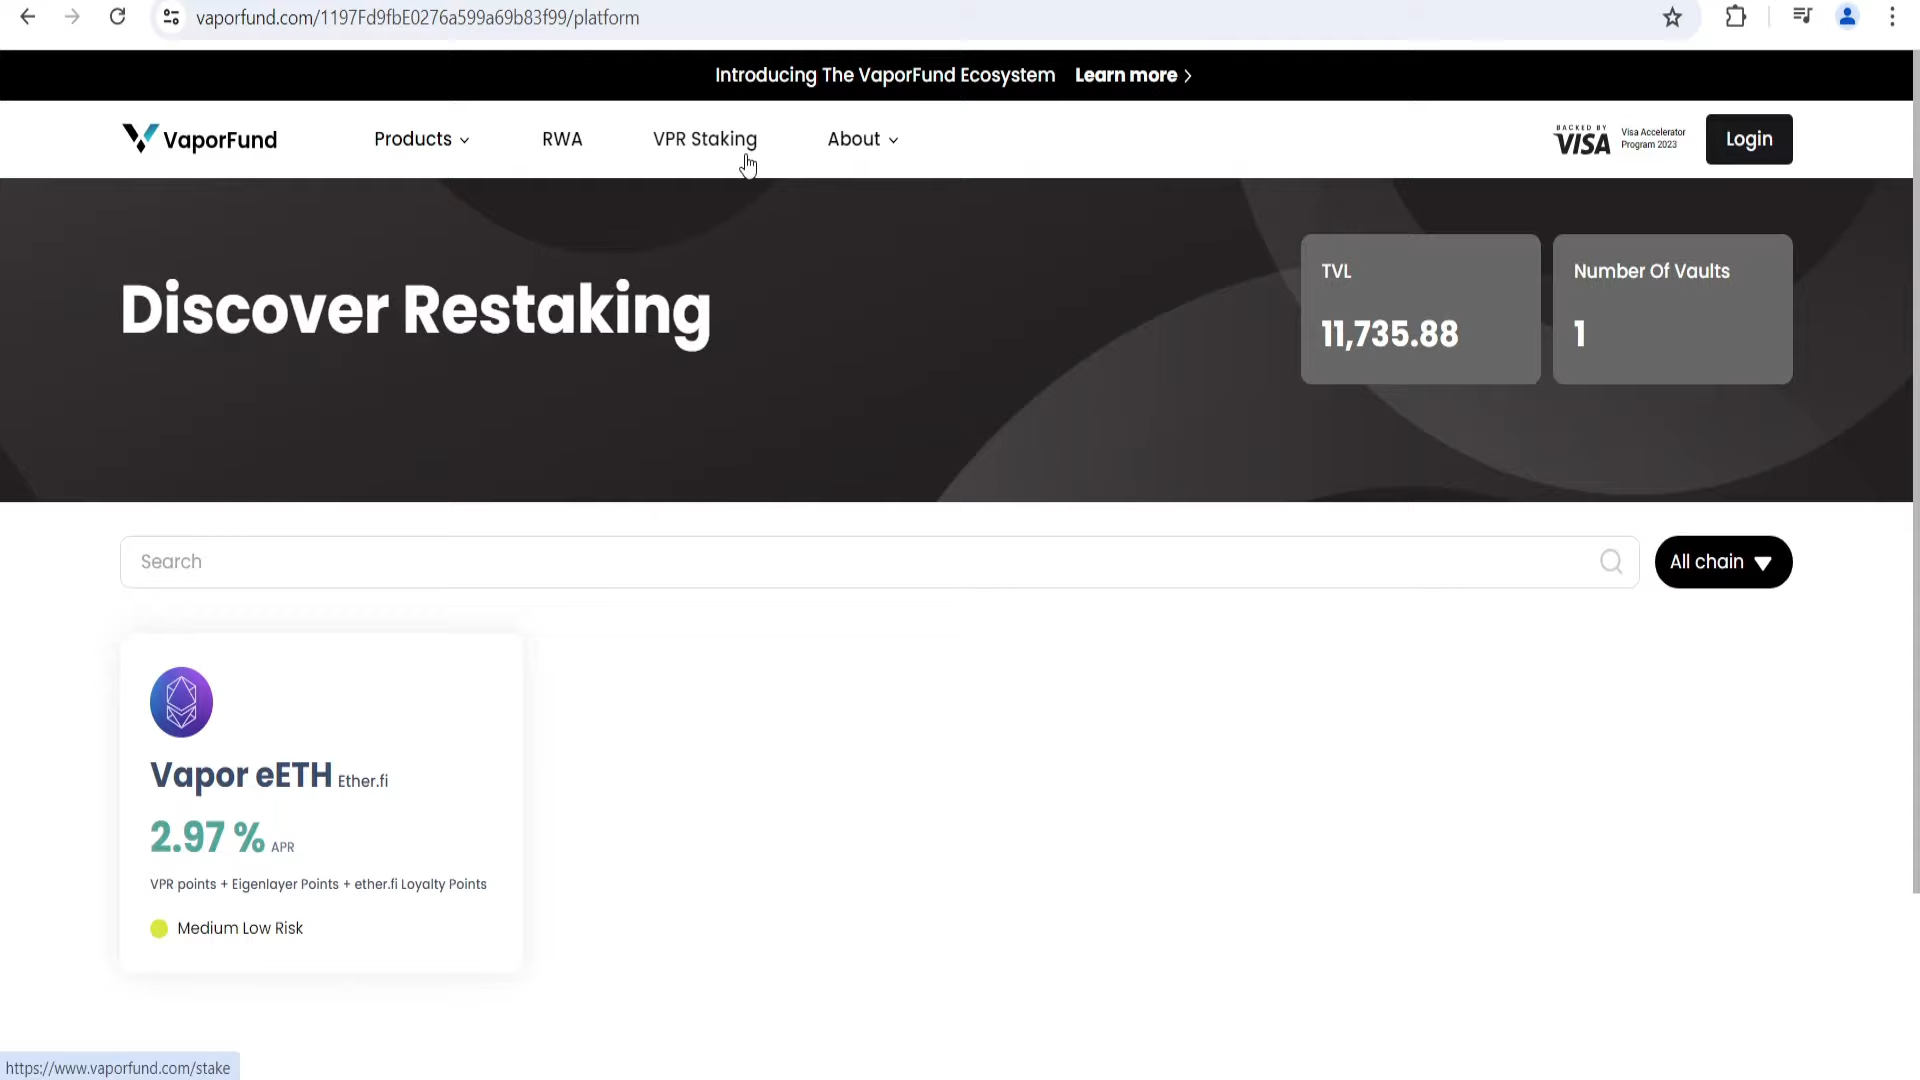 vaporfund.com/1197Fd9fbE0276a599a69b83f99/platform
Introducing The VaporFund Ecosystem Learn more
VaporFund Products RWA VPR Staking About BACKED BY VISA Visa Accelerator Program 2023 Login
Discover Restaking
TVL
11,735.88
Number Of Vaults
1
Search
All chain
Vapor eETH Ether.fi
2.97 % APR
VPR points + Eigenlayer Points + ether.fi Loyalty Points
Medium Low Risk
https://www.vaporfund.com/stake